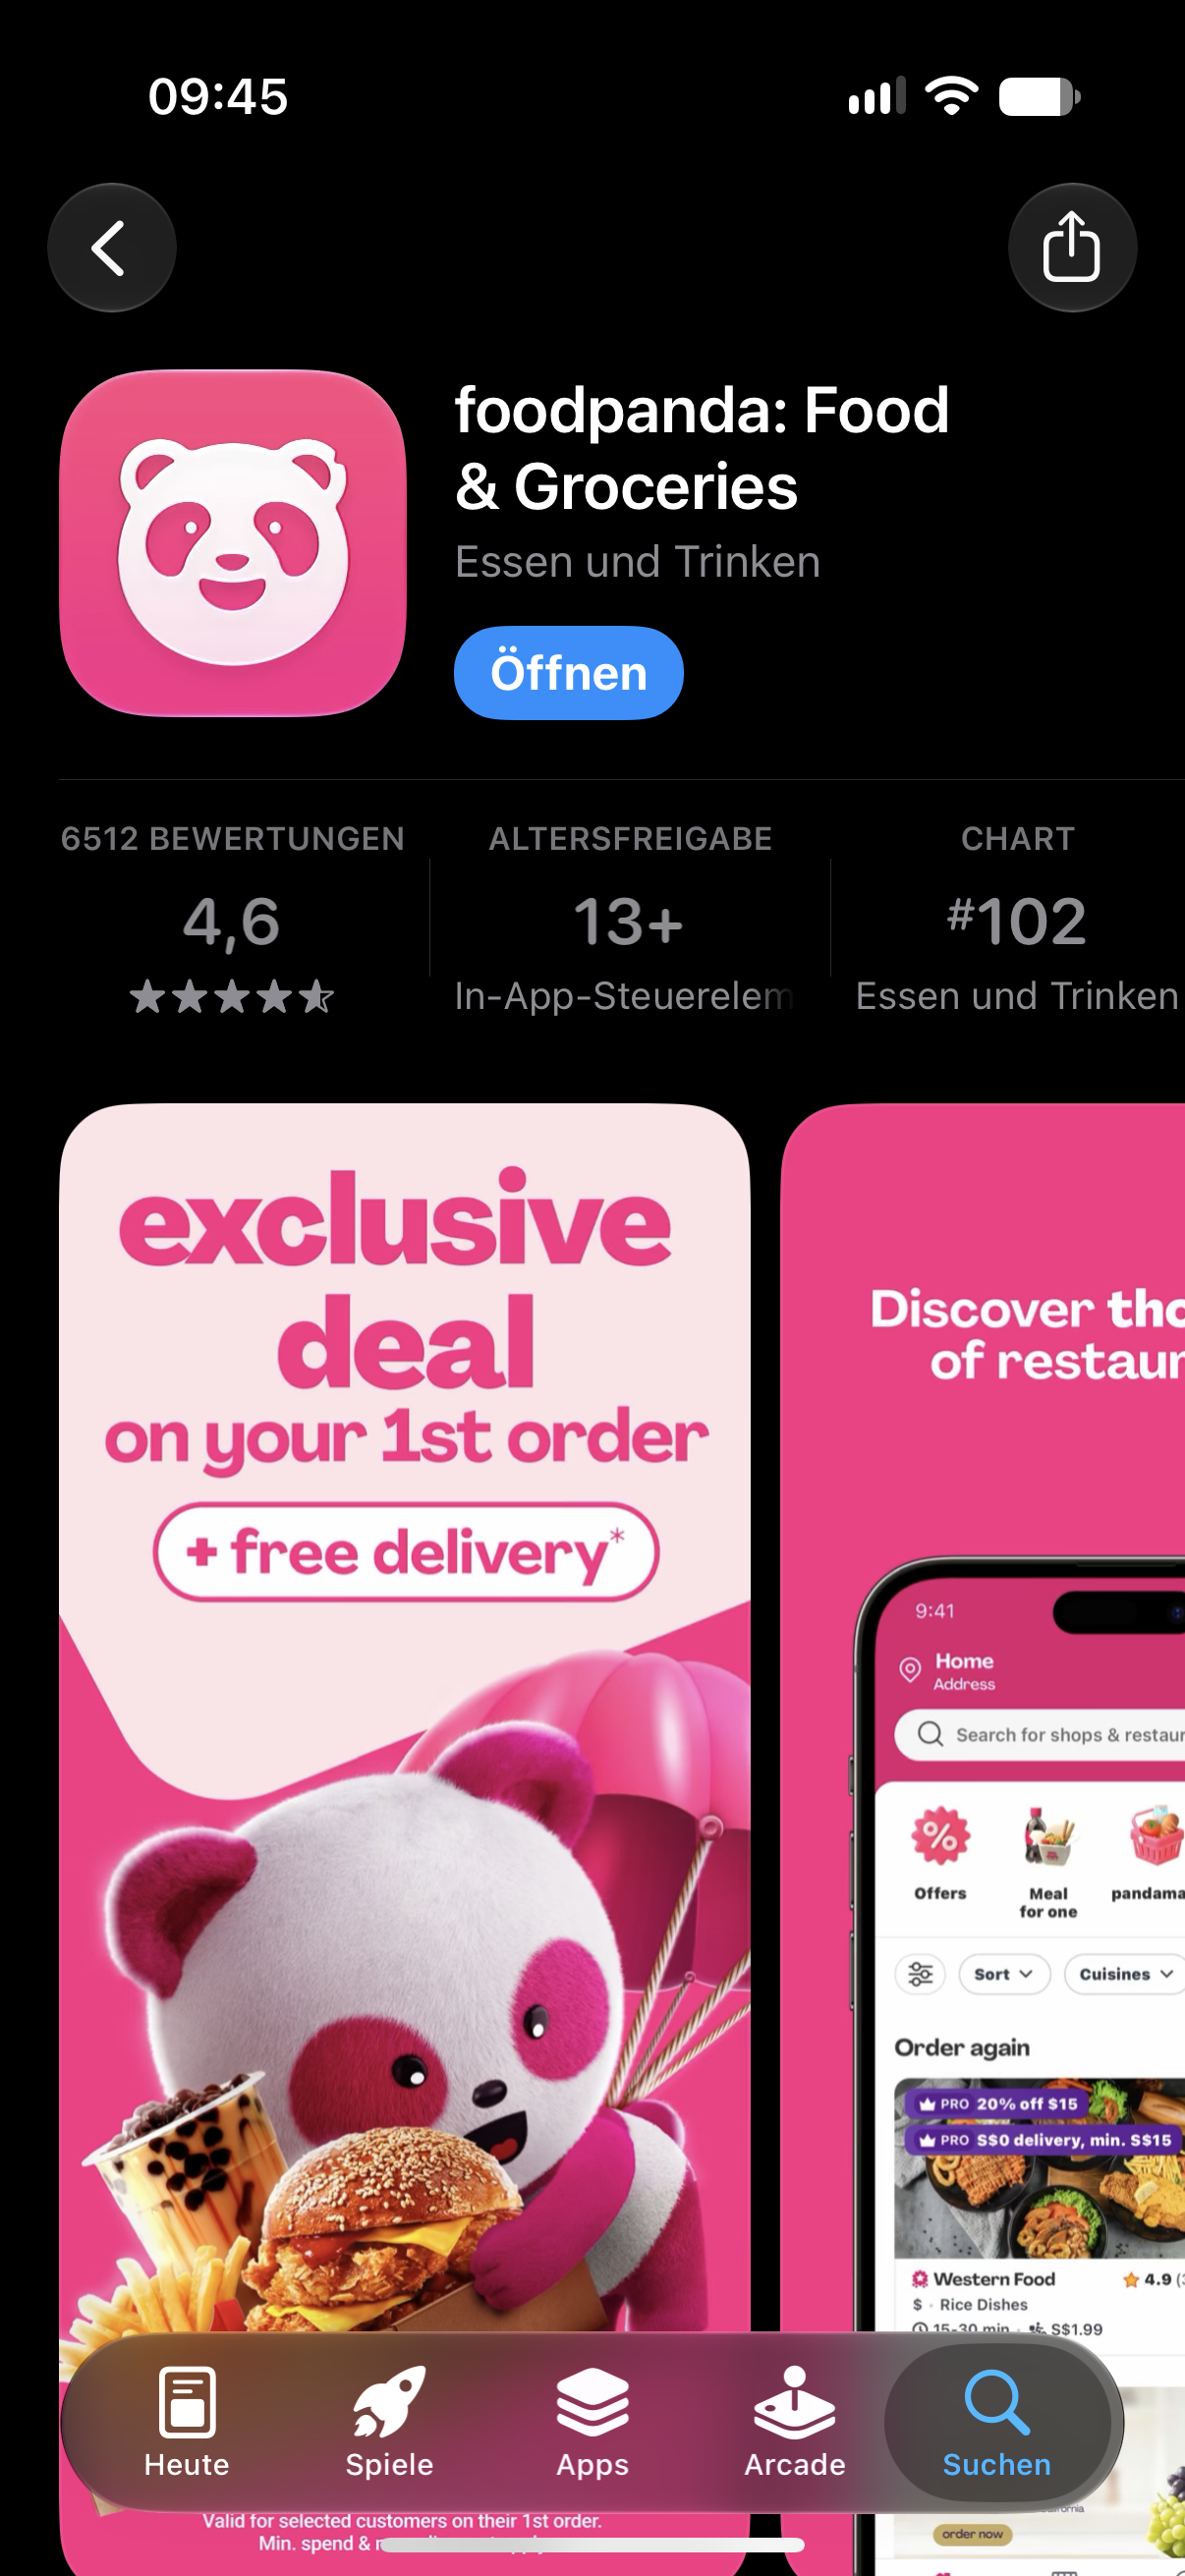 09:45
foodpanda: Food
& Groceries
Essen und Trinken
Öffnen
6512 BEWERTUNGEN
4,6
ALTERSFREIGABE
13+
In-App-Steuerelem
CHART
#102
Essen und Trinken
exclusive
deal
on your 1st order
+ free delivery*
Valid for selected customers on their 1st order.
Min. spend &
Discover tho
of restaur
9:41
Home
Address
Search for shops & restaur
Offers
Meal
for one
pandama
Sort
Cuisines
Order again
PRO 20% off $15
PRO S$0 delivery, min. S$15
Western Food
4.9
$ · Rice Dishes
15-30 min · S$1.99
order now
Heute
Spiele
Apps
Arcade
Suchen